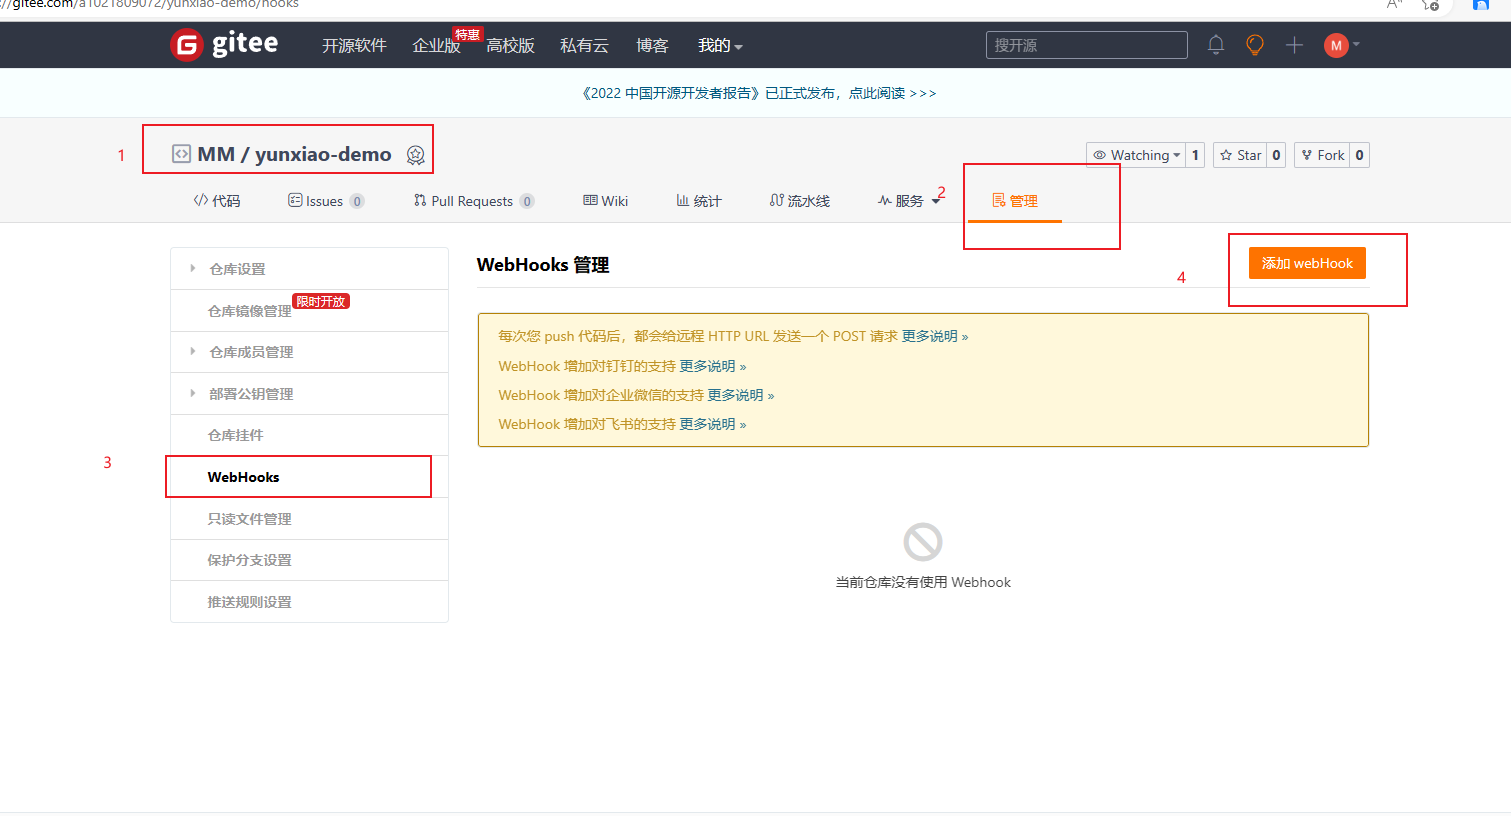 //gitee.com/a1021809072/yunxiao-demo/hooks
gitee 开源软件 企业版 特惠 高校版 私有云 博客 我的 搜开源 M
《2022 中国开源开发者报告》已正式发布，点此阅读 >>>
1 MM / yunxiao-demo Watching 1 Star 0 Fork 0
代码 Issues 0 Pull Requests 0 Wiki 统计 流水线 服务 2 管理
仓库设置
仓库镜像管理 限时开放
仓库成员管理
部署公钥管理
仓库挂件
3 WebHooks
只读文件管理
保护分支设置
推送规则设置
WebHooks 管理
4 添加 webHook
每次您 push 代码后，都会给远程 HTTP URL 发送一个 POST 请求 更多说明 »
WebHook 增加对钉钉的支持 更多说明 »
WebHook 增加对企业微信的支持 更多说明 »
WebHook 增加对飞书的支持 更多说明 »
当前仓库没有使用 Webhook